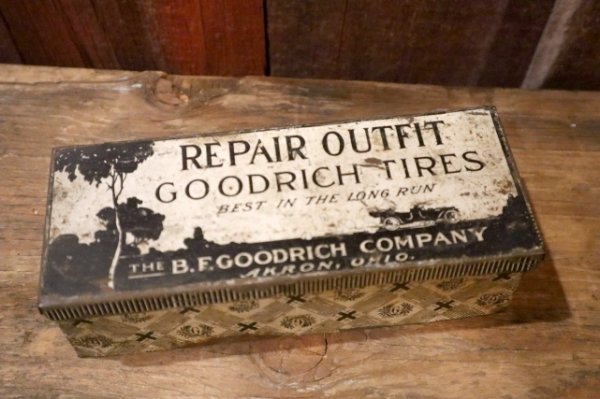 REPAIR OUTFIT
GOODRICH TIRES
BEST IN THE LONG RUN
THE B.F. GOODRICH COMPANY
AKRON, OHIO.